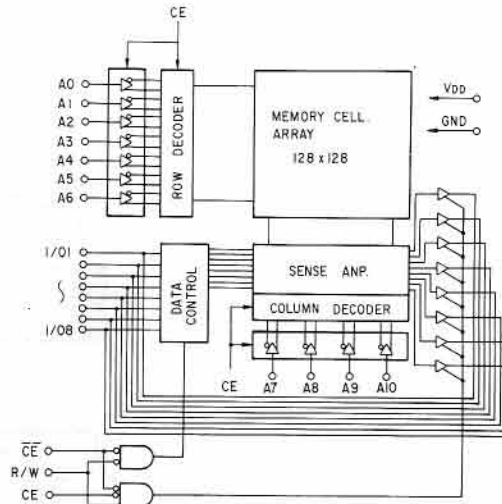 CE
A0
A1
A2
A3
A4
A5
A6
ROW DECODER
MEMORY CELL
ARRAY
128 x 128
VDD
GND
I/O1
I/O8
DATA
CONTROL
SENSE ANP.
COLUMN DECODER
CE
A7
A8
A9
A10
C̅E̅
R/W
CE